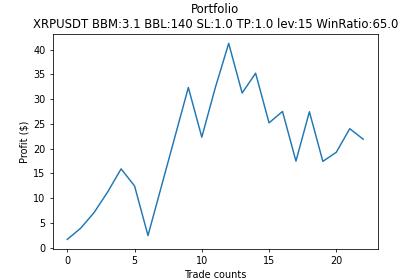 Portfolio
XRPUSDT BBM:3.1 BBL:140 SL:1.0 TP:1.0 lev:15 WinRatio:65.0
40
35
30
25
20
15
10
5
0
Profit ($)
0 5 10 15 20
Trade counts